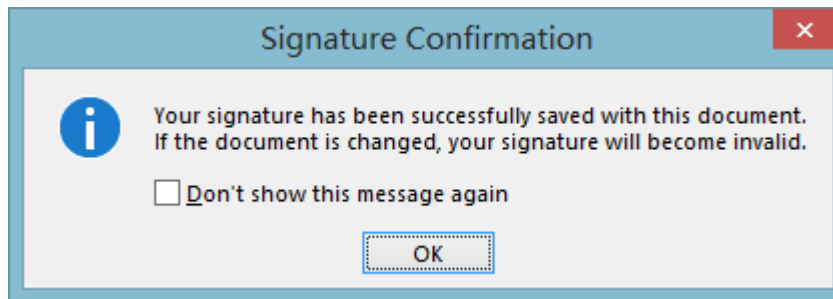 Signature Confirmation
Your signature has been successfully saved with this document.
If the document is changed, your signature will become invalid.
Don't show this message again
OK